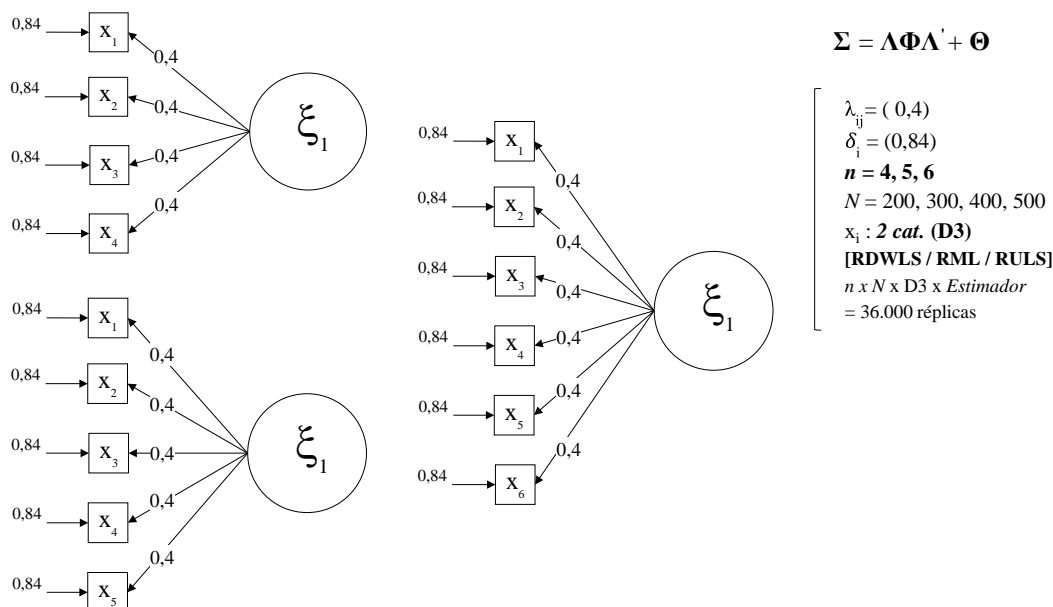 0,84
x1
0,4
0,84
x2
0,4
0,84
x3
0,4
0,84
x4
0,4
ξ1
0,84
x1
0,4
0,84
x2
0,4
0,84
x3
0,4
0,84
x4
0,4
0,84
x5
0,4
ξ1
0,84
x1
0,4
0,84
x2
0,4
0,84
x3
0,4
0,84
x4
0,4
0,84
x5
0,4
0,84
x6
0,4
ξ1
Σ = ΛΦΛ' + Θ
λij = ( 0,4)
δi = (0,84)
n = 4, 5, 6
N = 200, 300, 400, 500
xi : 2 cat. (D3)
[RDWLS / RML / RULS]
n x N x D3 x Estimador
= 36.000 réplicas